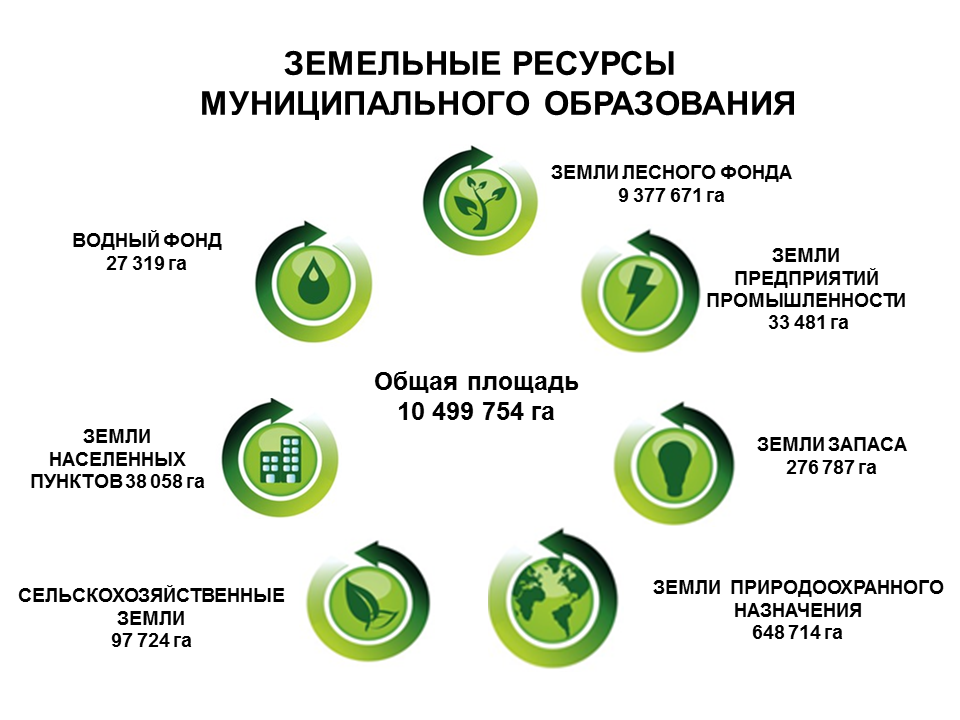 ЗЕМЕЛЬНЫЕ РЕСУРСЫ
МУНИЦИПАЛЬНОГО ОБРАЗОВАНИЯ
ЗЕМЛИ ЛЕСНОГО ФОНДА
9 377 671 га
ВОДНЫЙ ФОНД
27 319 га
ЗЕМЛИ
ПРЕДПРИЯТИЙ
ПРОМЫШЛЕННОСТИ
33 481 га
Общая площадь
10 499 754 га
ЗЕМЛИ
НАСЕЛЕННЫХ
ПУНКТОВ 38 058 га
ЗЕМЛИ ЗАПАСА
276 787 га
СЕЛЬСКОХОЗЯЙСТВЕННЫЕ
ЗЕМЛИ
97 724 га
ЗЕМЛИ ПРИРОДООХРАННОГО
НАЗНАЧЕНИЯ
648 714 га